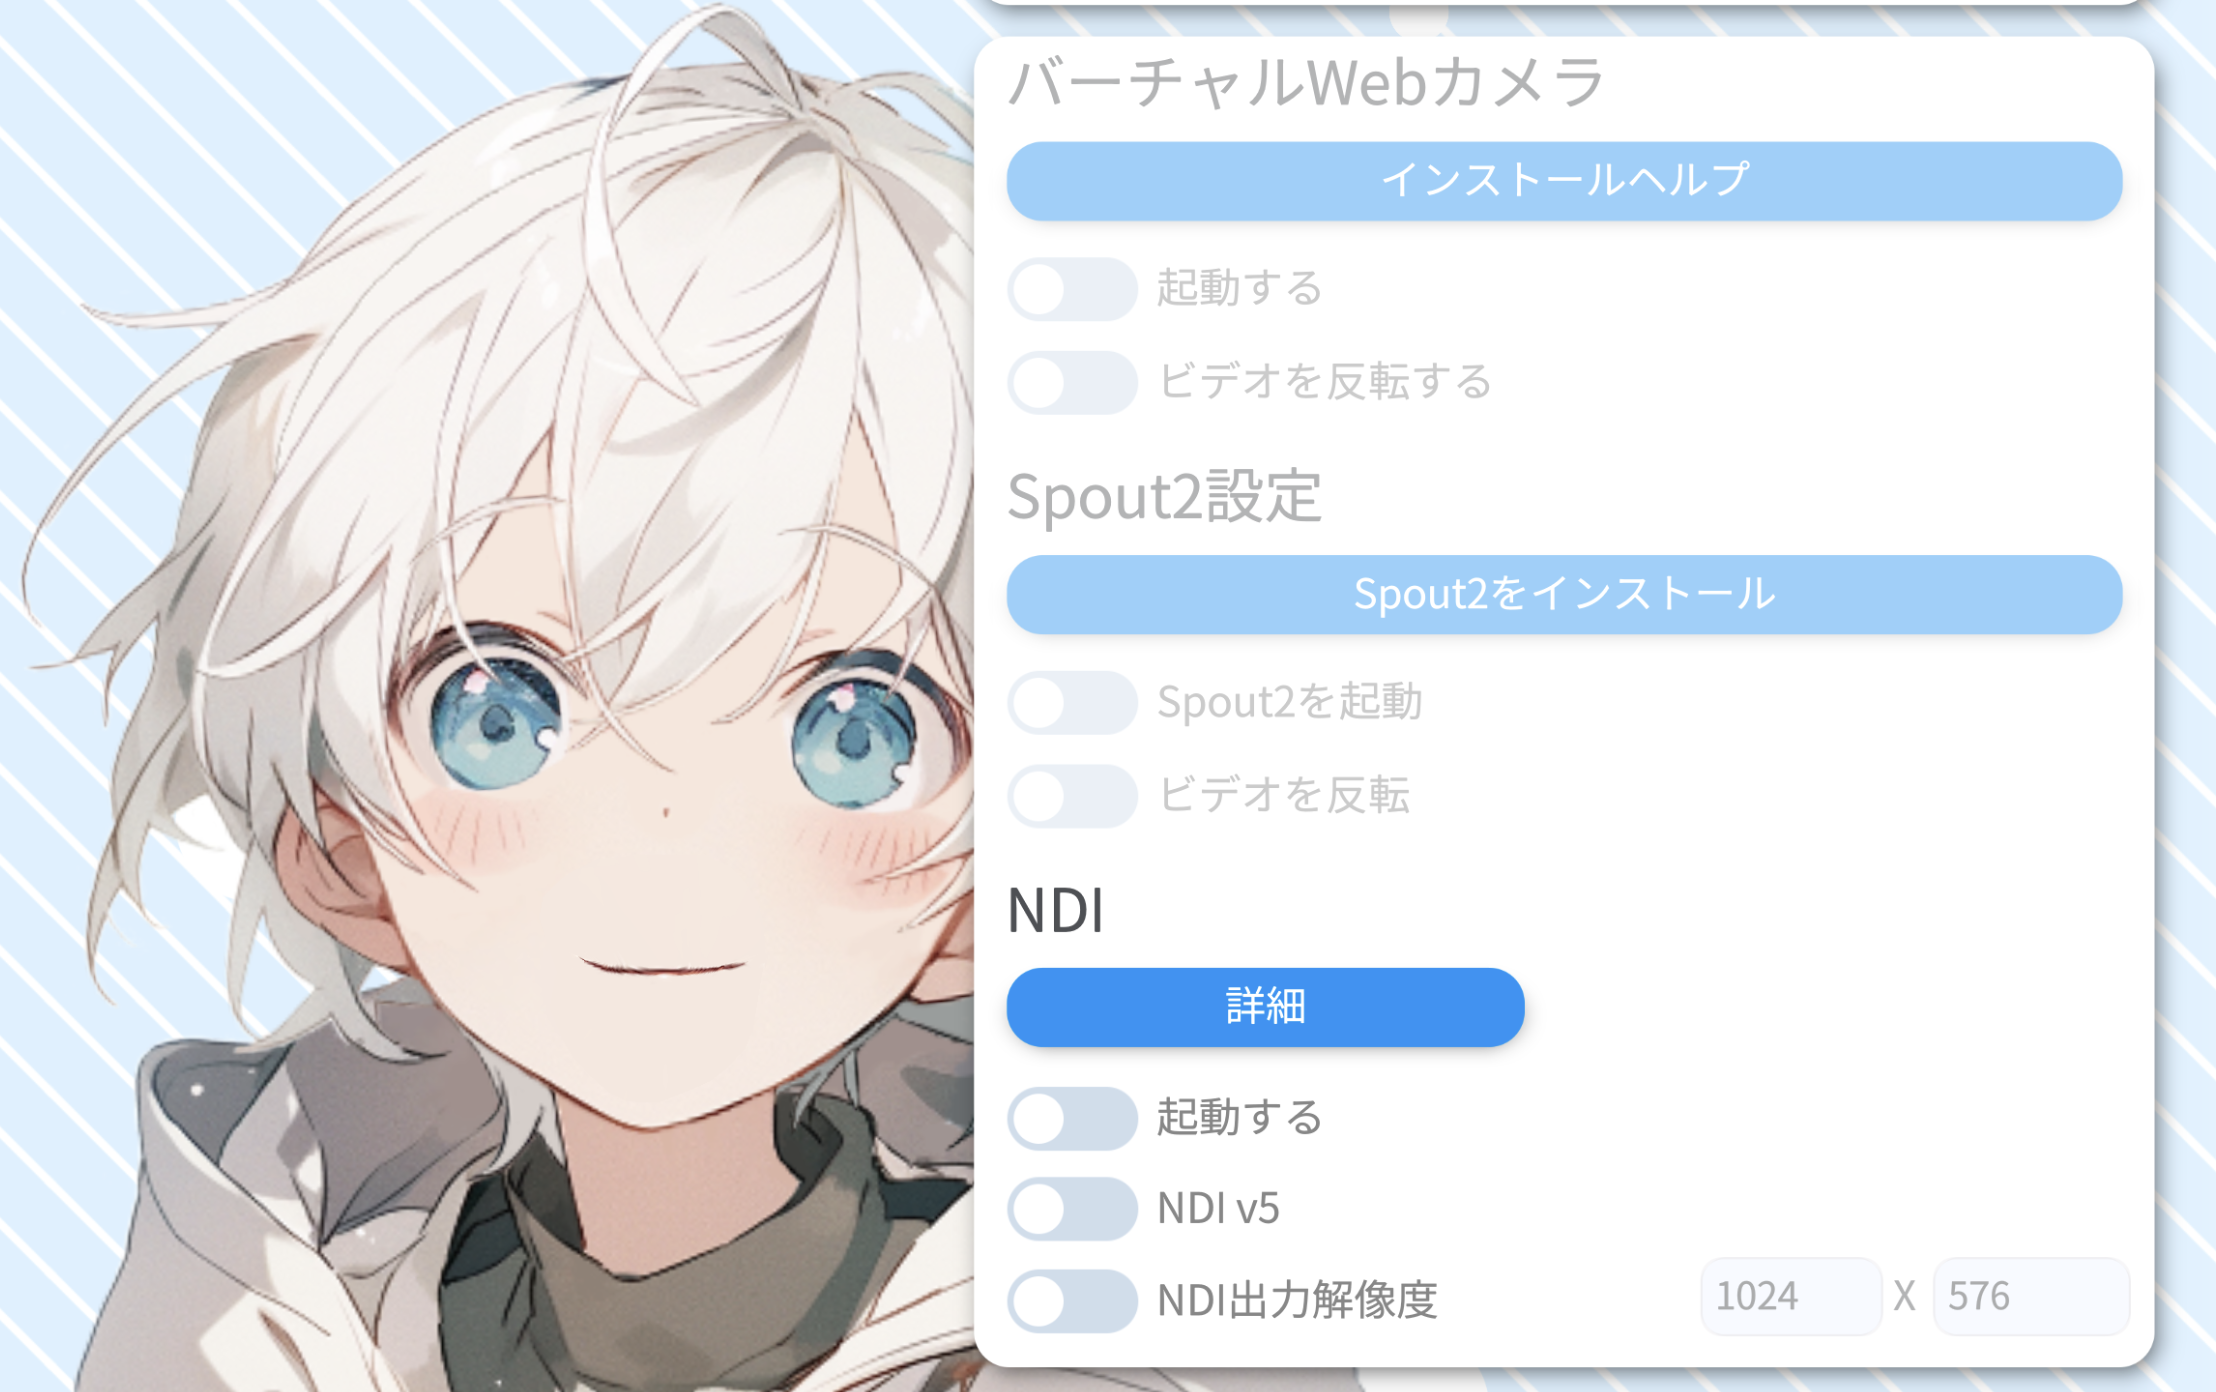 バーチャルWebカメラ
インストールヘルプ
起動する
ビデオを反転する
Spout2設定
Spout2をインストール
Spout2を起動
ビデオを反転
NDI
詳細
起動する
NDI v5
NDI出力解像度 1024 X 576